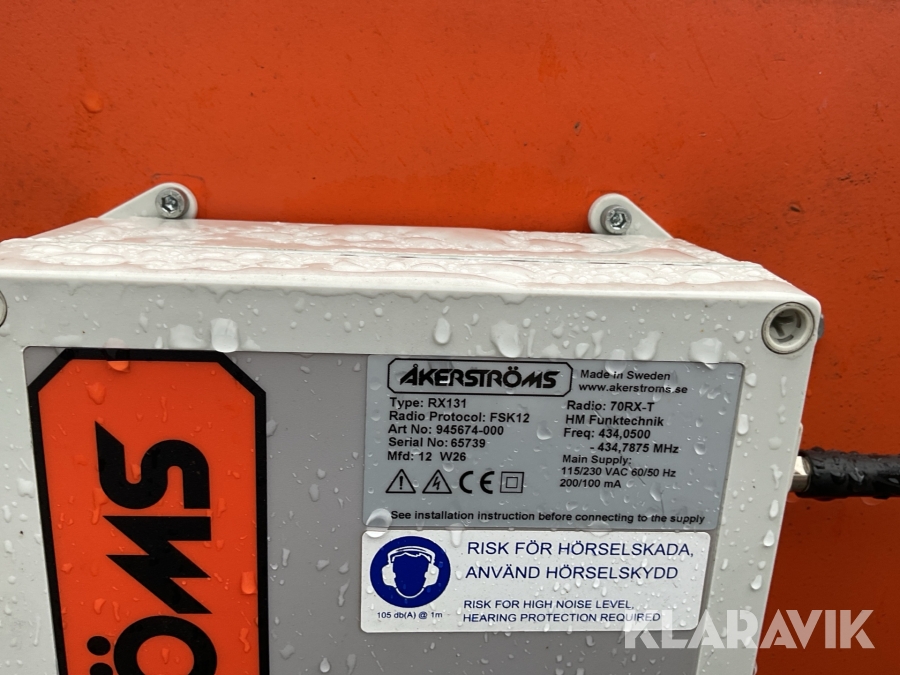 ÅKERSTRÖMS
Made in Sweden
www.akerstroms.se
Type: RX131
Radio Protocol: FSK12
Art No: 945674-000
Serial No: 65739
Mfd: 12 W26
Radio: 70RX-T
HM Funktechnik
Freq: 434,0500
- 434,7875 MHz
Main Supply:
115/230 VAC 60/50 Hz
200/100 mA
CE
See installation instruction before connecting to the supply
RISK FÖR HÖRSELSKADA,
ANVÄND HÖRSELSKYDD
105 db(A) @ 1m
RISK FOR HIGH NOISE LEVEL,
HEARING PROTECTION REQUIRED
ÖMS
KLARAVIK